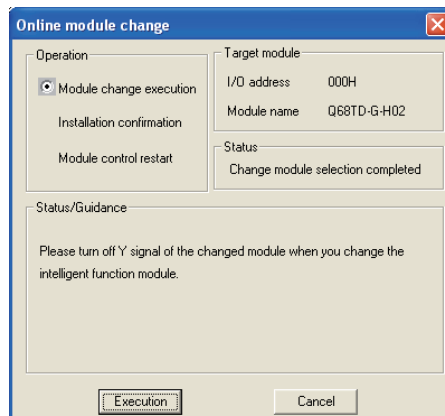 Online module change
Operation
Module change execution
Installation confirmation
Module control restart
Target module
I/O address 000H
Module name Q68TD-G-H02
Status
Change module selection completed
Status/Guidance
Please turn off Y signal of the changed module when you change the
intelligent function module.
Execution
Cancel